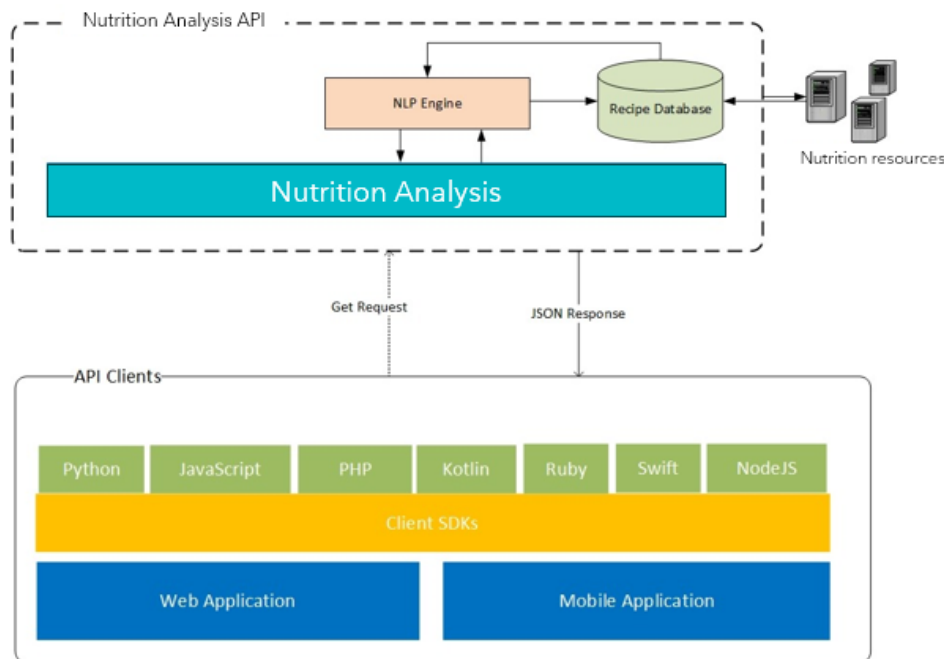 Nutrition Analysis API
NLP Engine
Recipe Database
Nutrition resources
Nutrition Analysis
Get Request
JSON Response
API Clients
Python
JavaScript
PHP
Kotlin
Ruby
Swift
NodeJS
Client SDKs
Web Application
Mobile Application